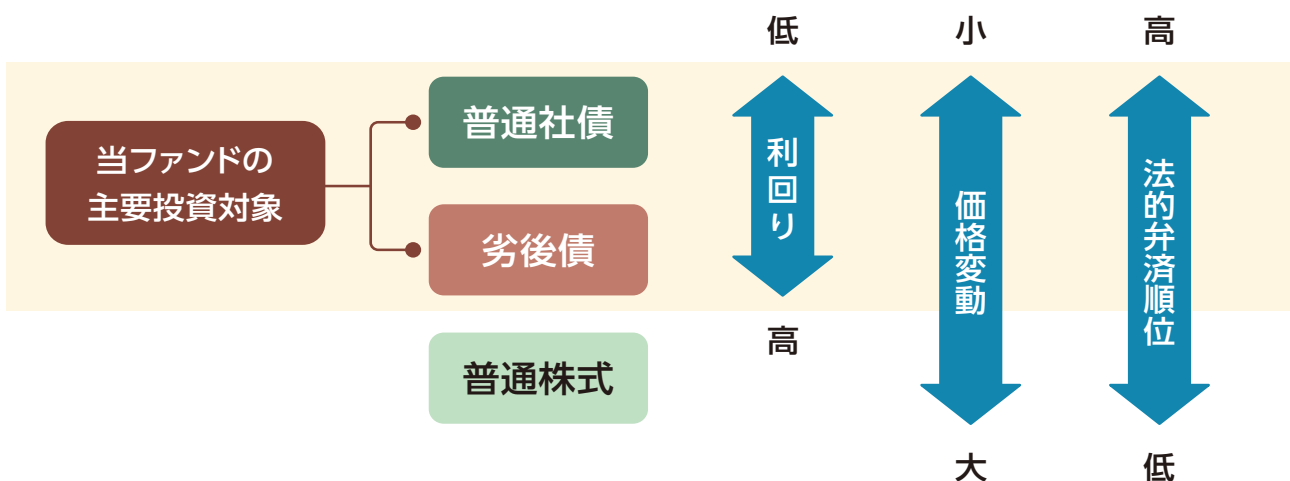 低
小
高
当ファンドの
主要投資対象
普通社債
劣後債
普通株式
利回り
価格変動
法的弁済順位
高
大
低